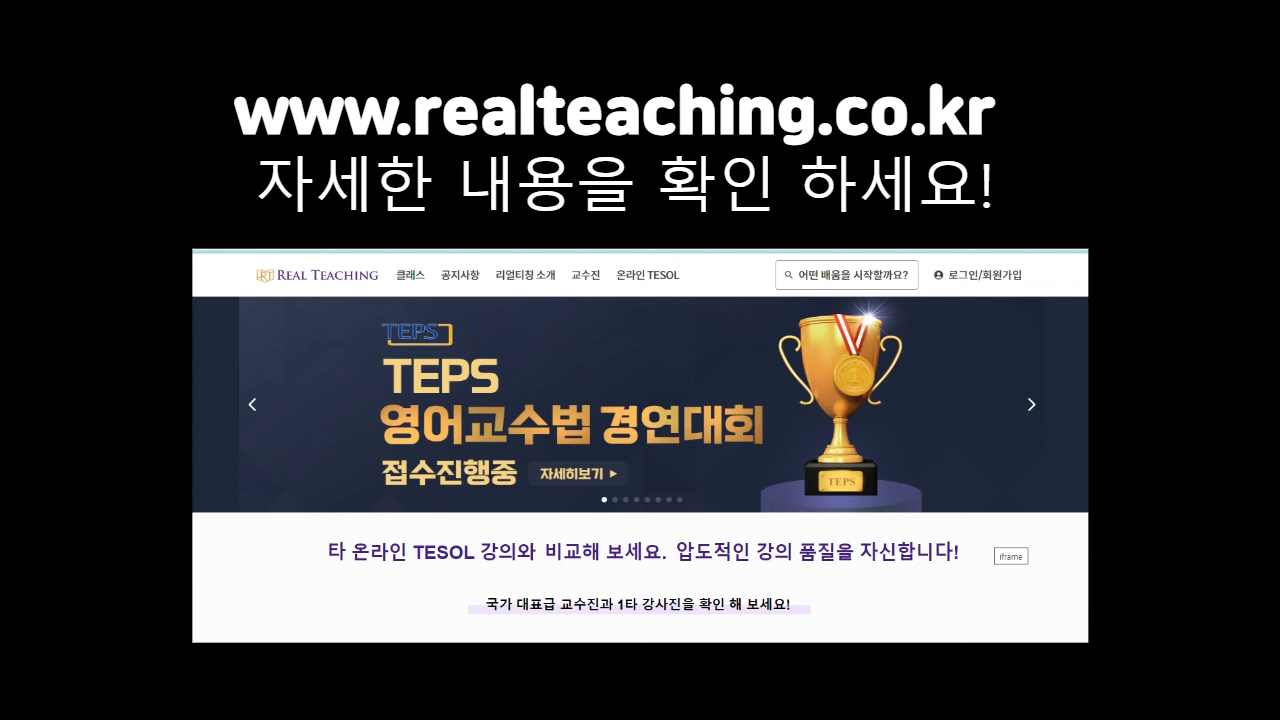 www.realteaching.co.kr
자세한 내용을 확인 하세요!
REAL TEACHING 클래스 공지사항 리얼티칭 소개 교수진 온라인 TESOL 어떤 배움을 시작할까요? 로그인/회원가입
TEPS
TEPS
영어교수법 경연대회
접수진행중 자세히보기 ▶
1
TEPS
타 온라인 TESOL 강의와 비교해 보세요. 압도적인 강의 품질을 자신합니다!
iframe
국가 대표급 교수진과 1타 강사진을 확인 해 보세요!